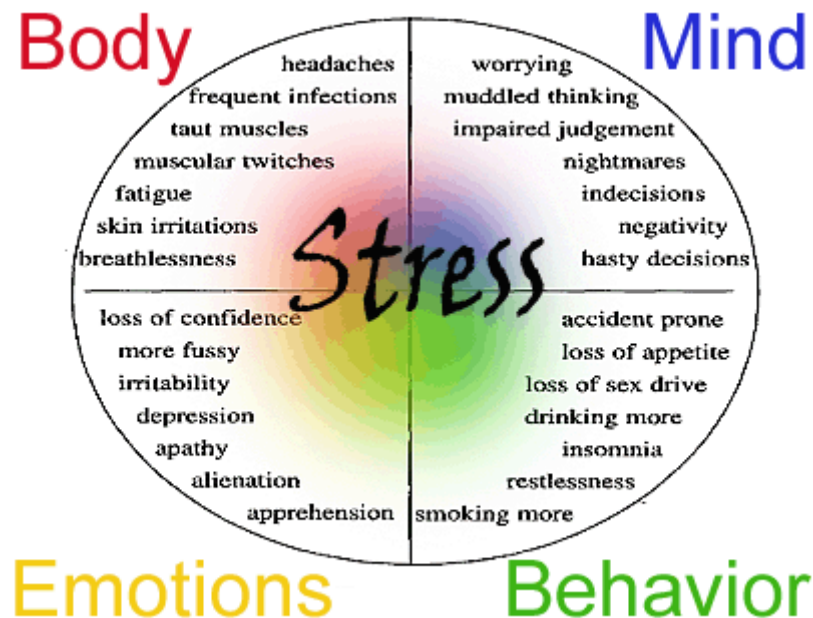 Body
Mind
headaches
frequent infections
taut muscles
muscular twitches
fatigue
skin irritations
breathlessness
worrying
muddled thinking
impaired judgement
nightmares
indecisions
negativity
hasty decisions
Stress
loss of confidence
more fussy
irritability
depression
apathy
alienation
apprehension
accident prone
loss of appetite
loss of sex drive
drinking more
insomnia
restlessness
smoking more
Emotions
Behavior